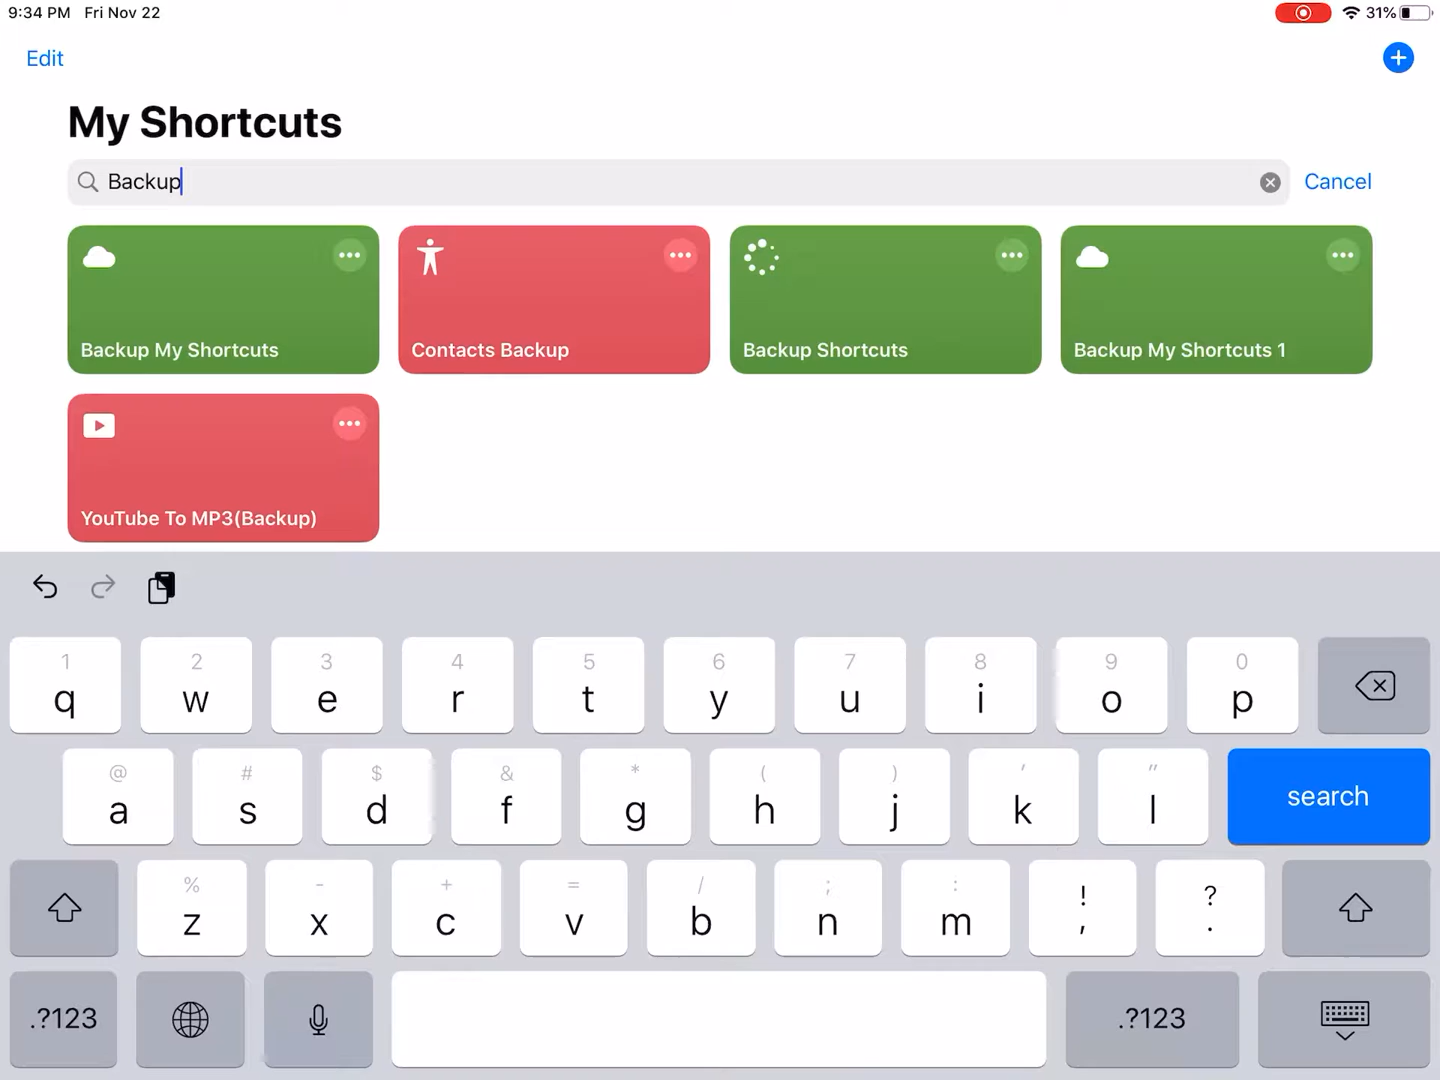 9:34 PM Fri Nov 22
31%
Edit
My Shortcuts
Backup
Cancel
Backup My Shortcuts
Contacts Backup
Backup Shortcuts
Backup My Shortcuts 1
YouTube To MP3(Backup)
1 2 3 4 5 6 7 8 9 0
q w e r t y u i o p
@ # $ & * ( ) ' "
a s d f g h j k l
search
% - + = / ; : ! ?
z x c v b n m , .
.?123
.?123